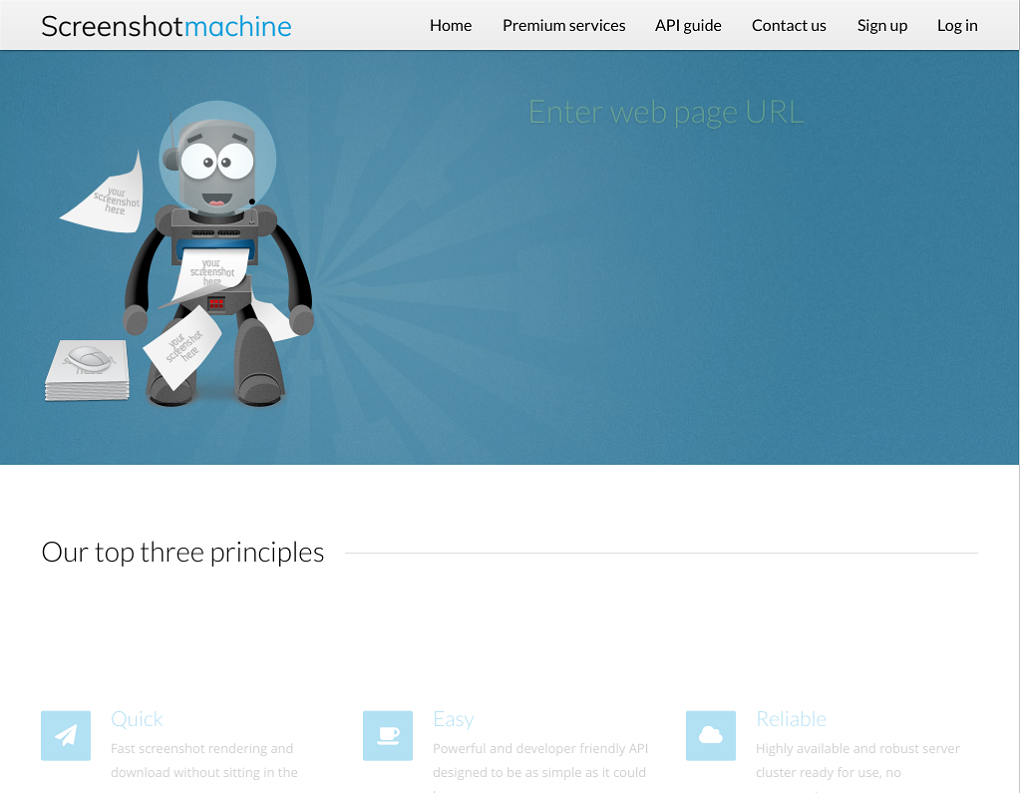 Screenshotmachine
Home
Premium services
API guide
Contact us
Sign up
Log in
Enter web page URL
your
screenshot
here
your
screenshot
here
your
screenshot
here
Our top three principles
Quick
Fast screenshot rendering and
download without sitting in the
Easy
Powerful and developer friendly API
designed to be as simple as it could
Reliable
Highly available and robust server
cluster ready for use, no